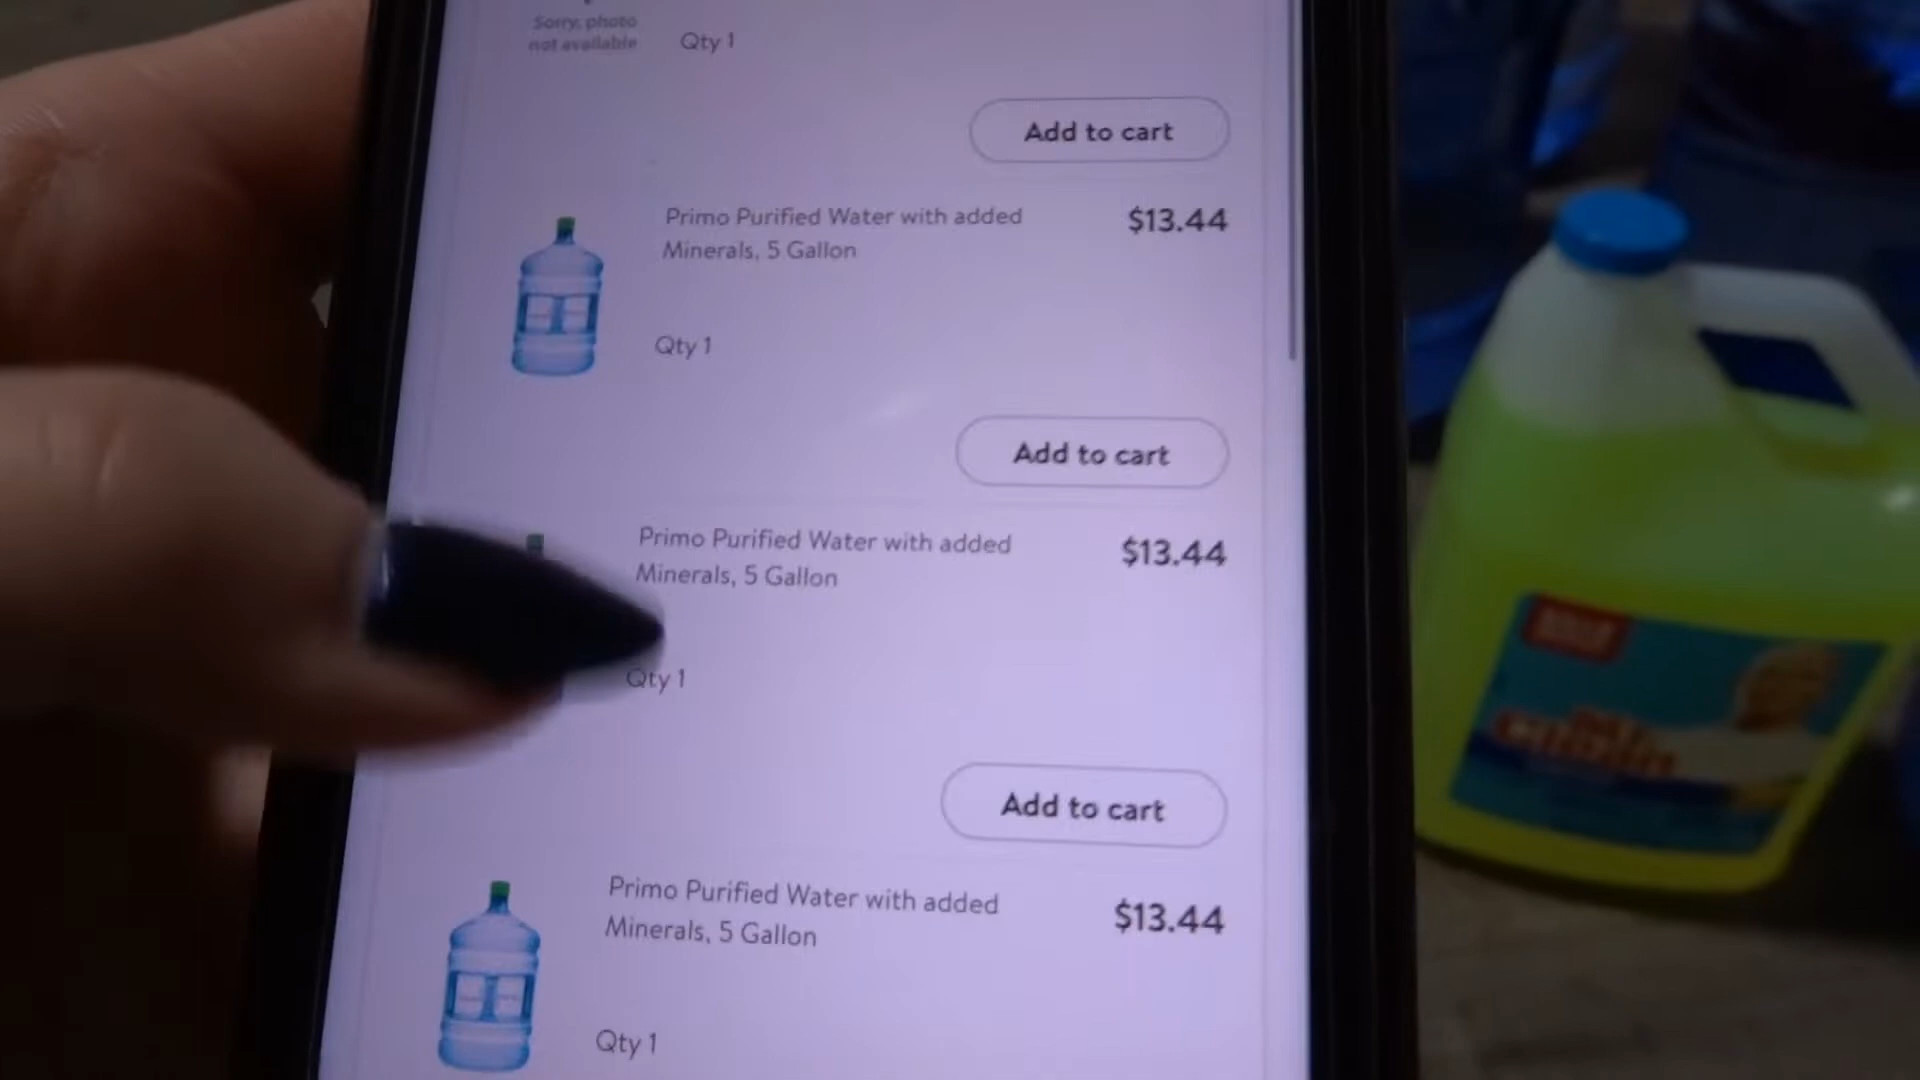 Sorry, photo
not available
Qty 1
Add to cart
Primo Purified Water with added
Minerals, 5 Gallon
$13.44
Qty 1
Add to cart
Primo Purified Water with added
Minerals, 5 Gallon
$13.44
Qty 1
Add to cart
Primo Purified Water with added
Minerals, 5 Gallon
$13.44
Qty 1